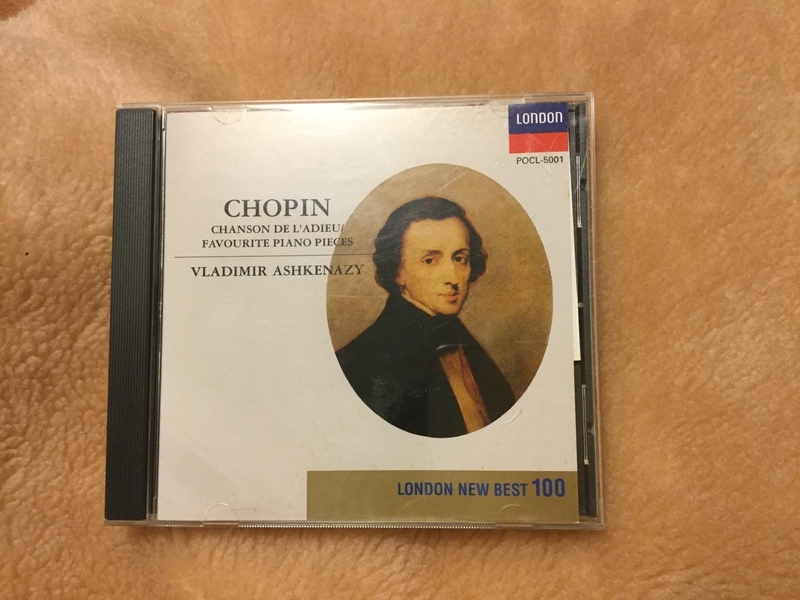 LONDON
POCL-5001
CHOPIN
CHANSON DE L'ADIEU/
FAVOURITE PIANO PIECES
VLADIMIR ASHKENAZY
LONDON NEW BEST 100